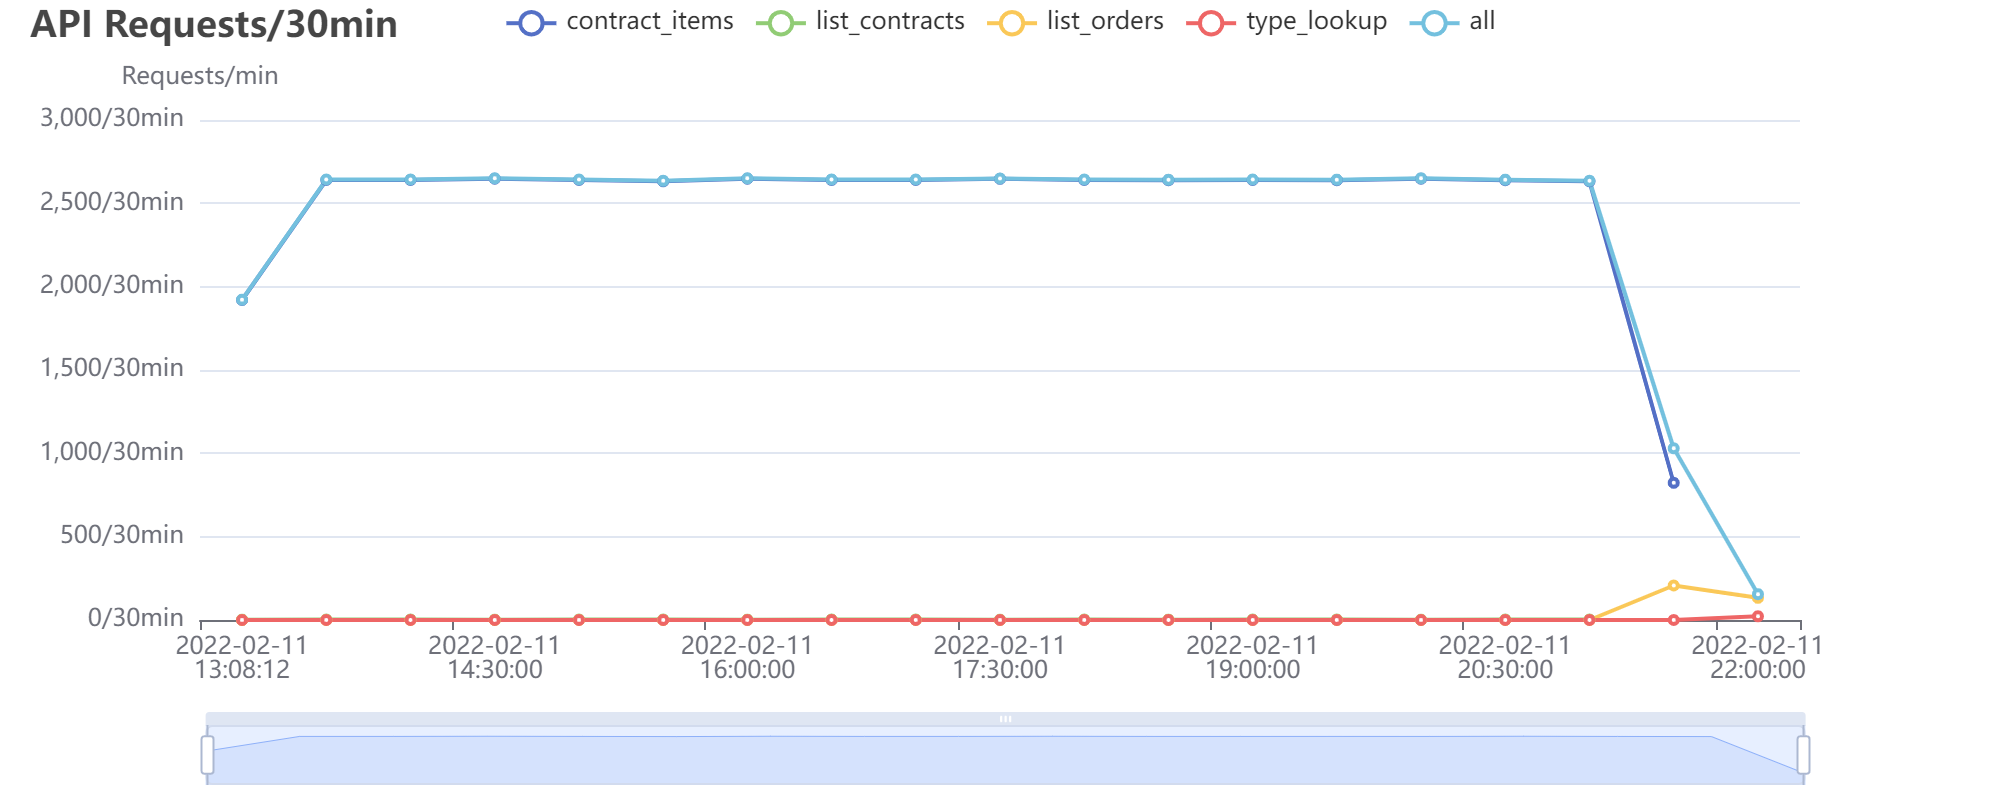 API Requests/30min
contract_items list_contracts list_orders type_lookup all
Requests/min
3,000/30min
2,500/30min
2,000/30min
1,500/30min
1,000/30min
500/30min
0/30min
2022-02-11 2022-02-11 2022-02-11 2022-02-11 2022-02-11 2022-02-11 2022-02-11
13:08:12 14:30:00 16:00:00 17:30:00 19:00:00 20:30:00 22:00:00